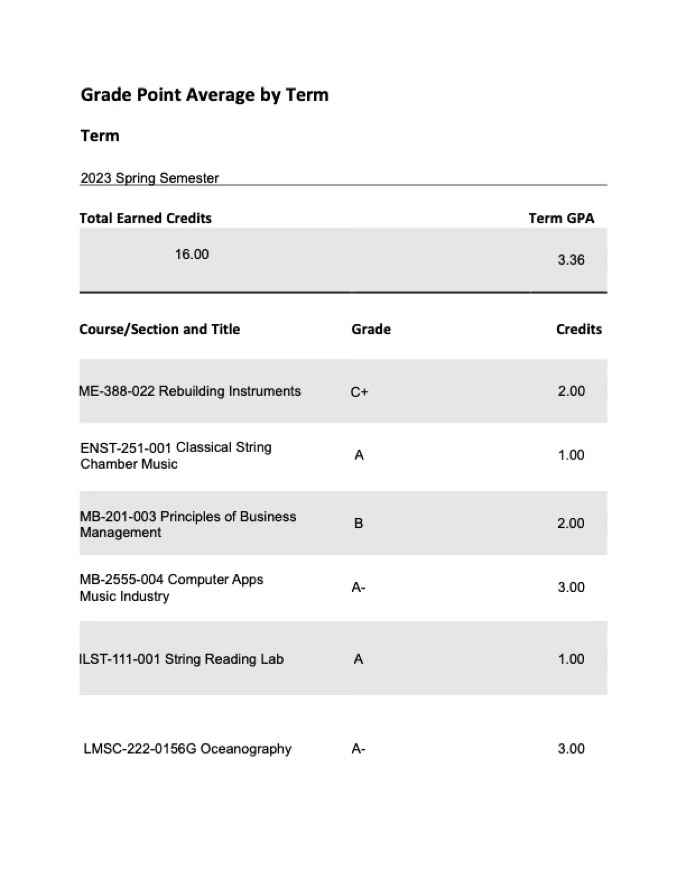 Grade Point Average by Term
Term
2023 Spring Semester
Total Earned Credits Term GPA
16.00 3.36
Course/Section and Title Grade Credits
ME-388-022 Rebuilding Instruments C+ 2.00
ENST-251-001 Classical String
Chamber Music A 1.00
MB-201-003 Principles of Business
Management B 2.00
MB-2555-004 Computer Apps
Music Industry A- 3.00
ILST-111-001 String Reading Lab A 1.00
LMSC-222-0156G Oceanography A- 3.00